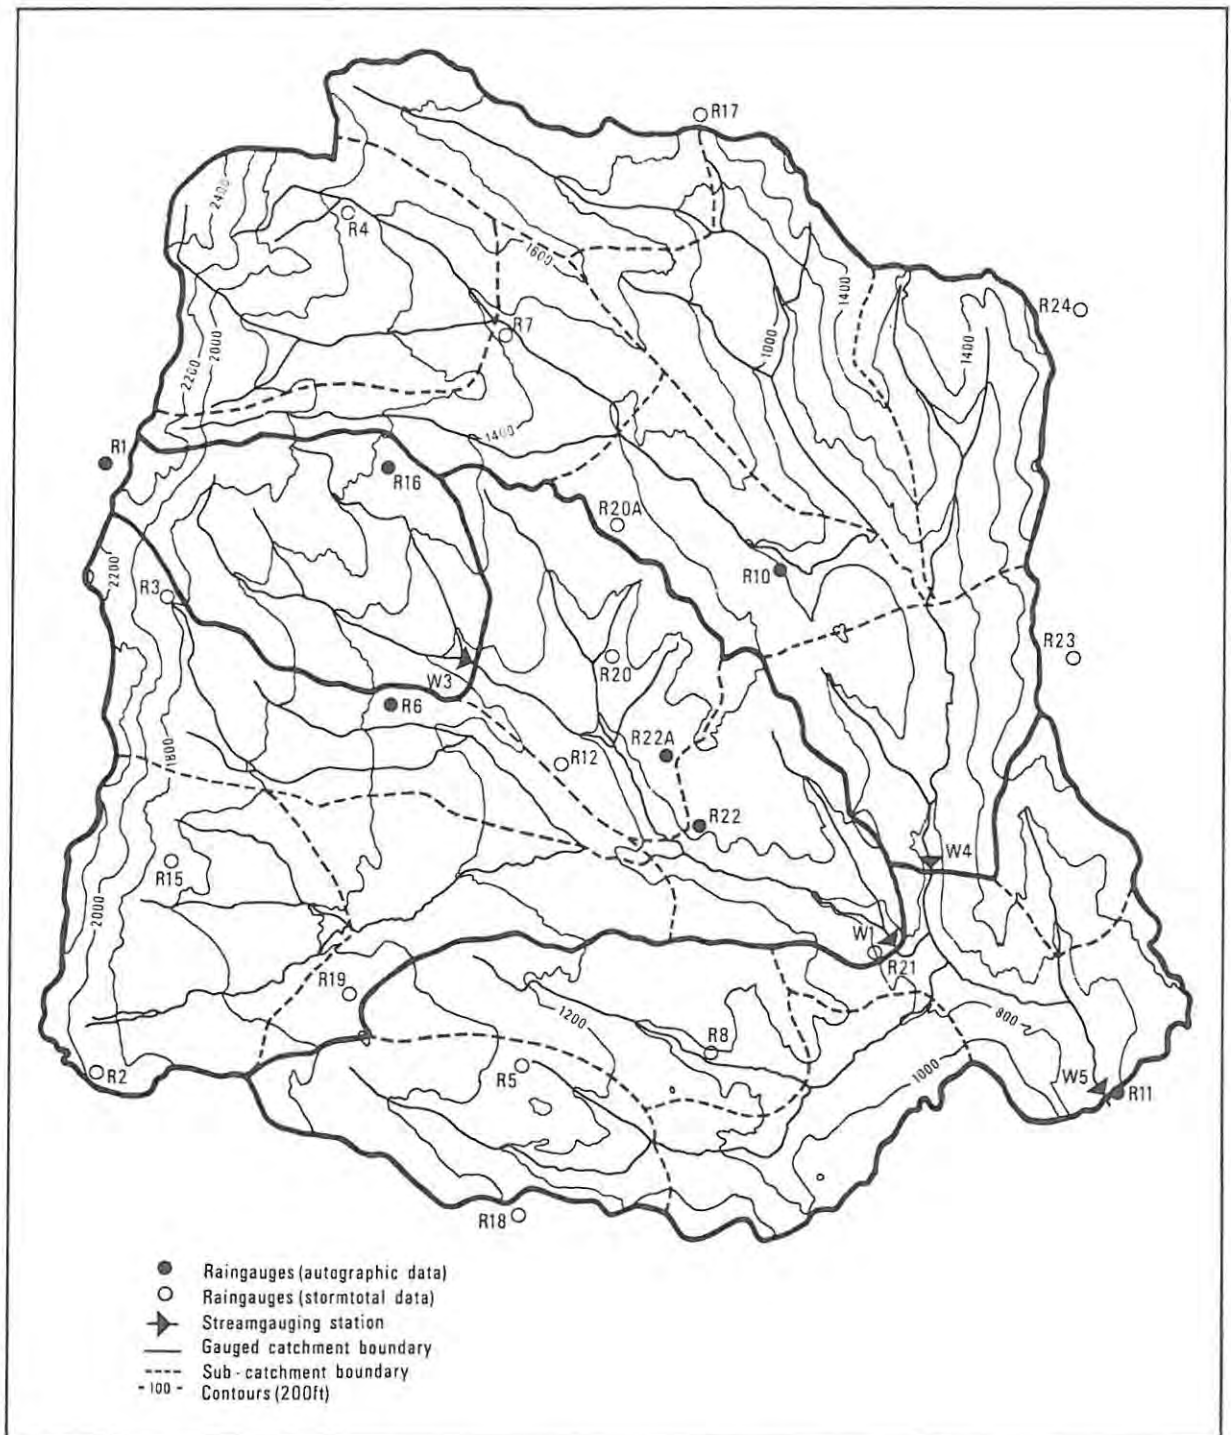 R17
2400
R4
1600
1400
R24
R7
1000
1400
2000
2200
1400
R1
R16
R20A
2200
R3
R10
R20
R23
W3
R6
R22A
R12
1800
R22
W4
R15
2000
W1
R21
R19
1200
800
R8
R5
1000
R2
W5
R11
R18
Raingauges (autographic data)
Raingauges (stormtotal data)
Streamgauging station
Gauged catchment boundary
Sub-catchment boundary
- 100 - Contours (200ft)